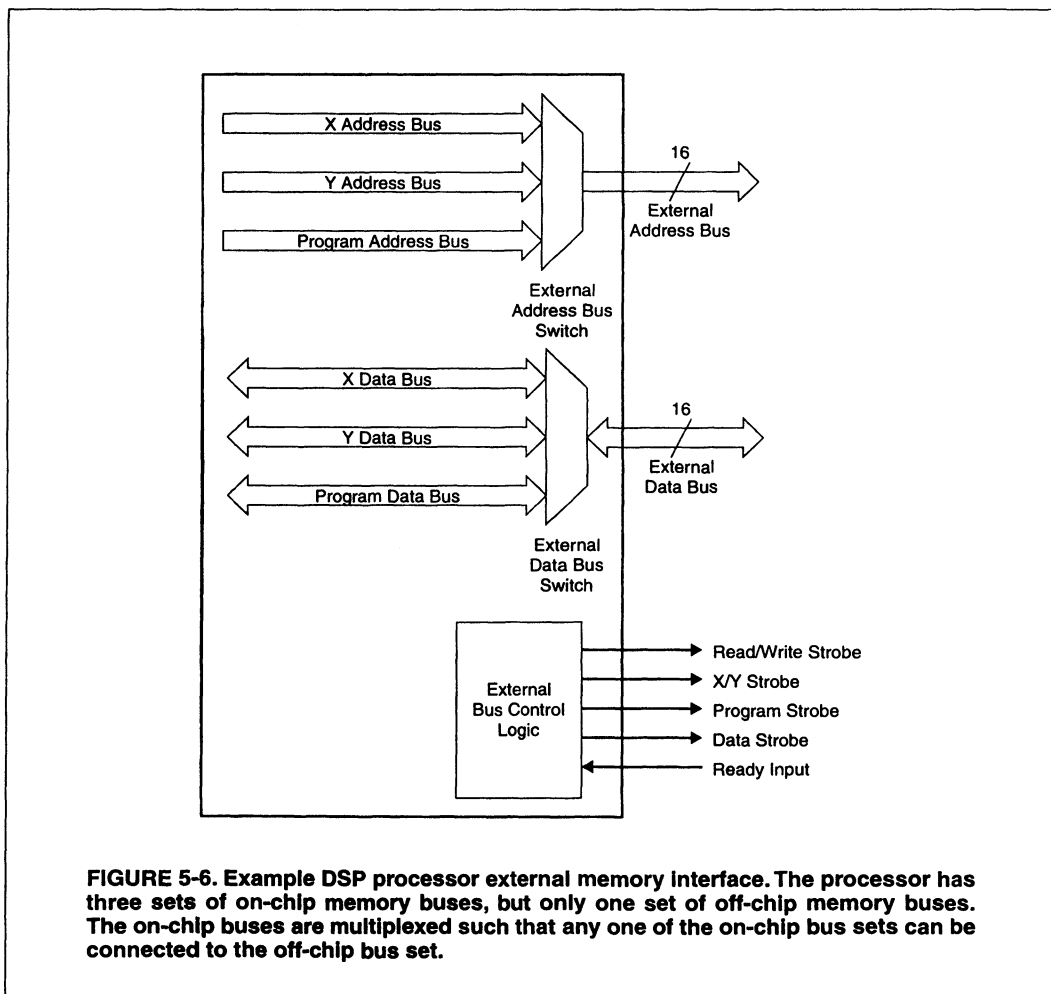 X Address Bus
Y Address Bus
Program Address Bus
16
External
Address Bus
External
Address Bus
Switch
X Data Bus
Y Data Bus
Program Data Bus
16
External
Data Bus
External
Data Bus
Switch
External
Bus Control
Logic
Read/Write Strobe
X/Y Strobe
Program Strobe
Data Strobe
Ready Input
FIGURE 5-6. Example DSP processor external memory interface. The processor has
three sets of on-chip memory buses, but only one set of off-chip memory buses.
The on-chip buses are multiplexed such that any one of the on-chip bus sets can be
connected to the off-chip bus set.